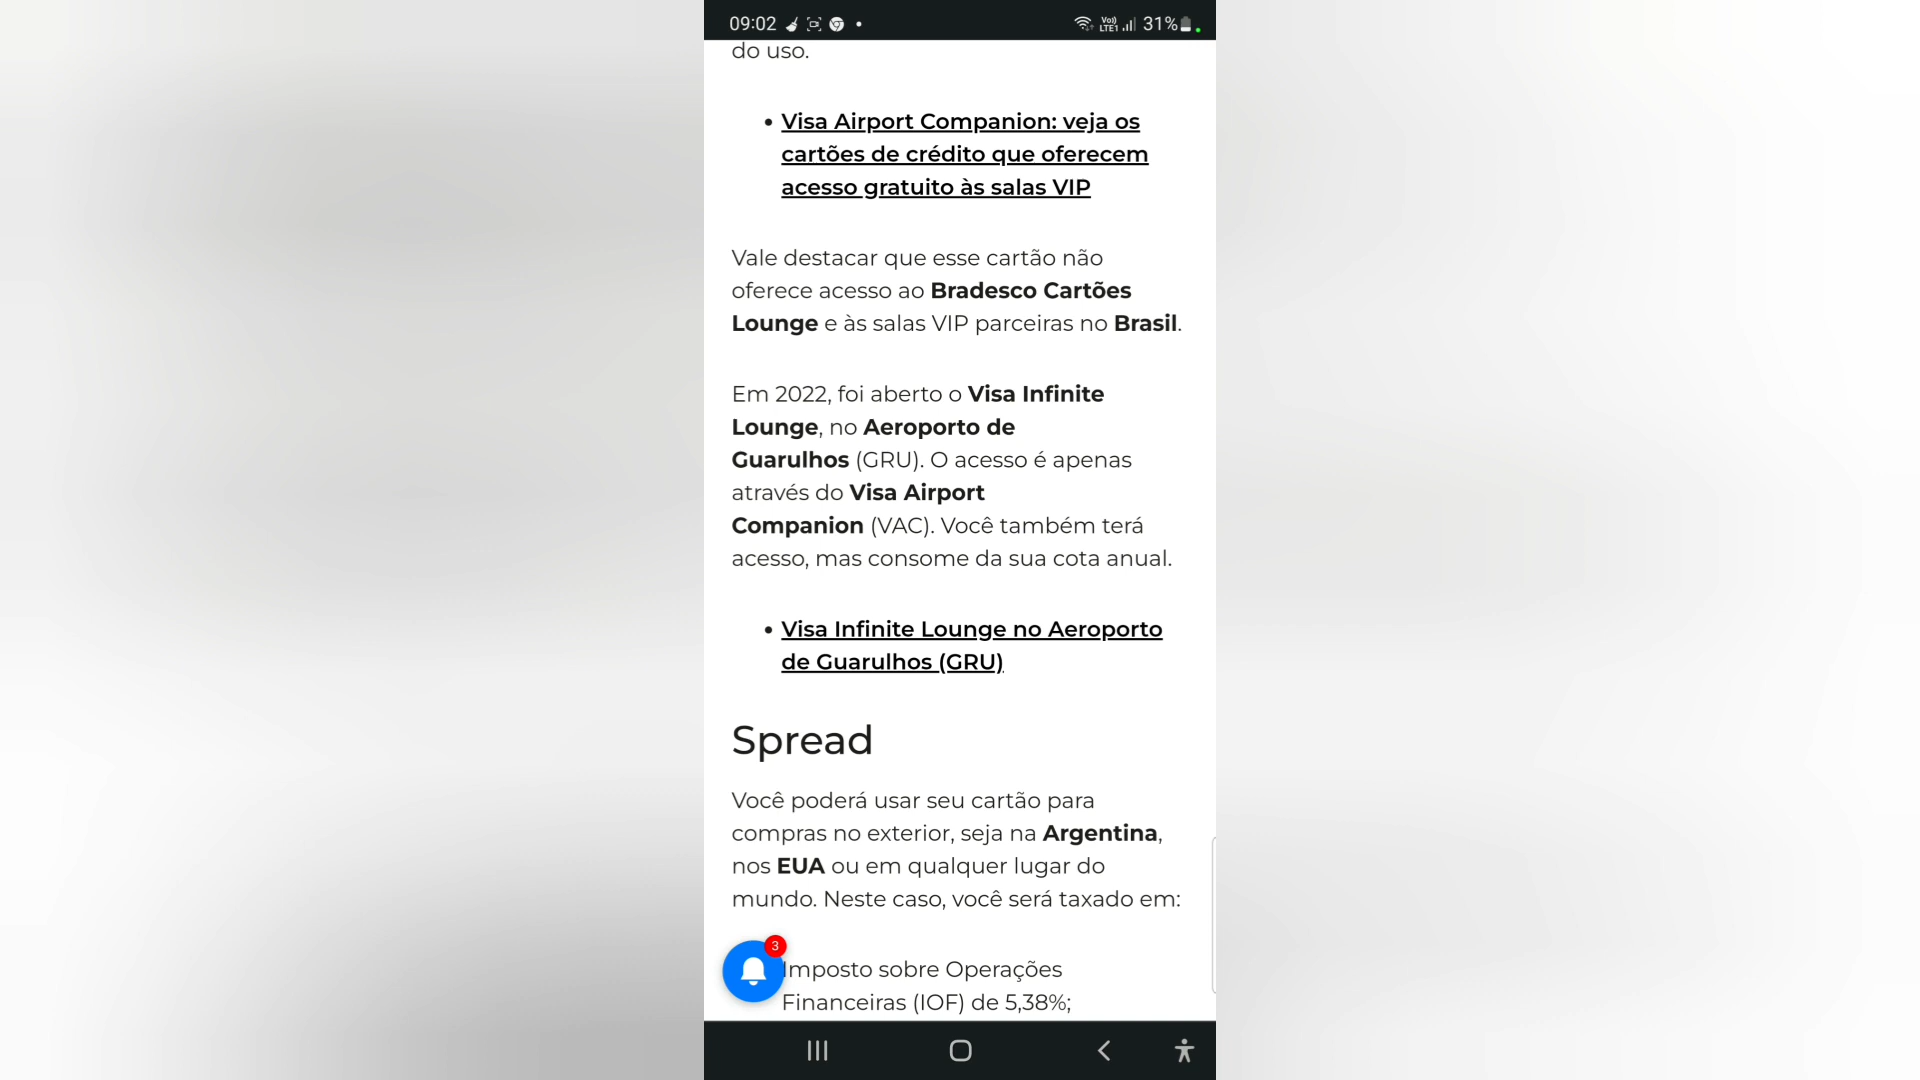 09:02
Vo))
LTE1
31%
do uso.
• Visa Airport Companion: veja os
cartões de crédito que oferecem
acesso gratuito às salas VIP
Vale destacar que esse cartão não
oferece acesso ao Bradesco Cartões
Lounge e às salas VIP parceiras no Brasil.
Em 2022, foi aberto o Visa Infinite
Lounge, no Aeroporto de
Guarulhos (GRU). O acesso é apenas
através do Visa Airport
Companion (VAC). Você também terá
acesso, mas consome da sua cota anual.
• Visa Infinite Lounge no Aeroporto
de Guarulhos (GRU)
Spread
Você poderá usar seu cartão para
compras no exterior, seja na Argentina,
nos EUA ou em qualquer lugar do
mundo. Neste caso, você será taxado em:
3
Imposto sobre Operações
Financeiras (IOF) de 5,38%;